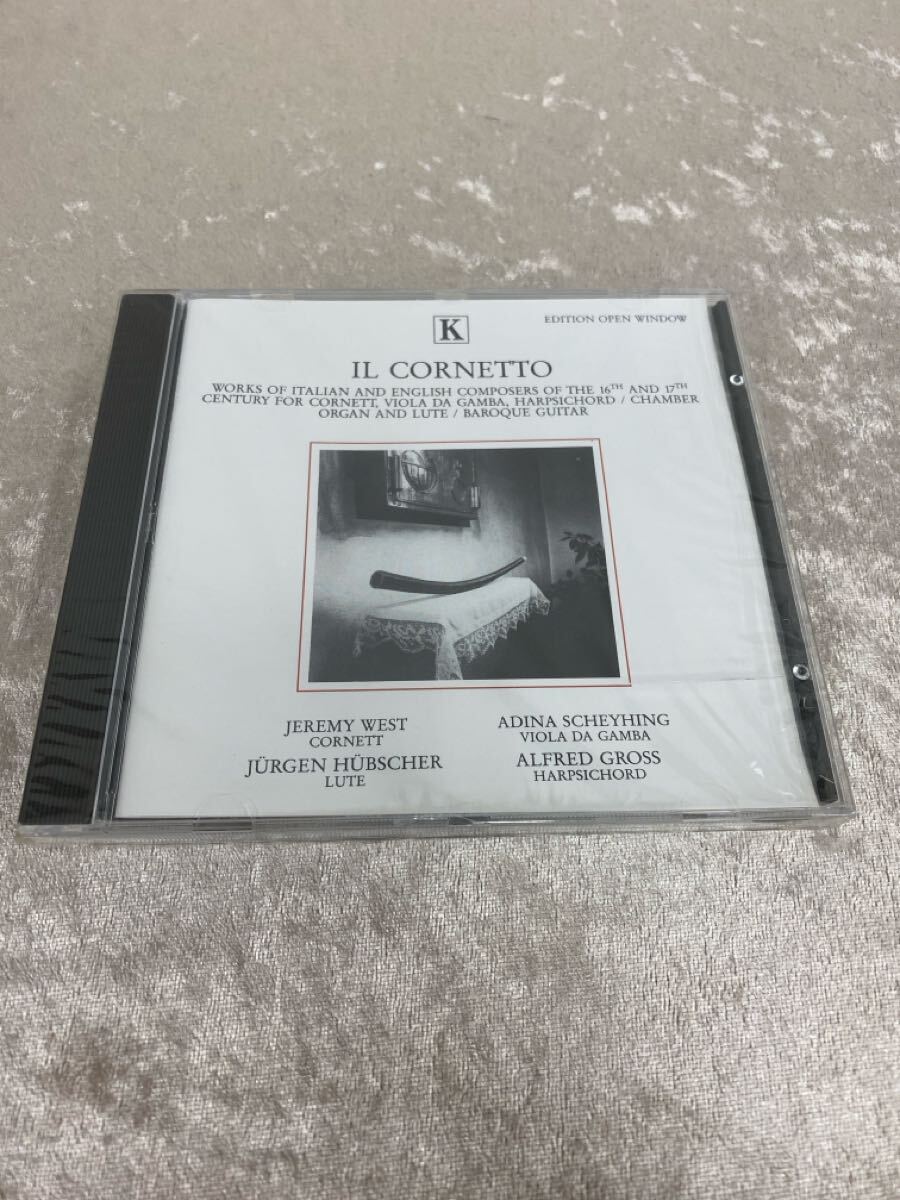 K
EDITION OPEN WINDOW
IL CORNETTO
WORKS OF ITALIAN AND ENGLISH COMPOSERS OF THE 16TH AND 17TH
CENTURY FOR CORNETT, VIOLA DA GAMBA, HARPSICHORD / CHAMBER
ORGAN AND LUTE / BAROQUE GUITAR
JEREMY WEST
CORNETT
ADINA SCHEYHING
VIOLA DA GAMBA
JÜRGEN HÜBSCHER
LUTE
ALFRED GROSS
HARPSICHORD